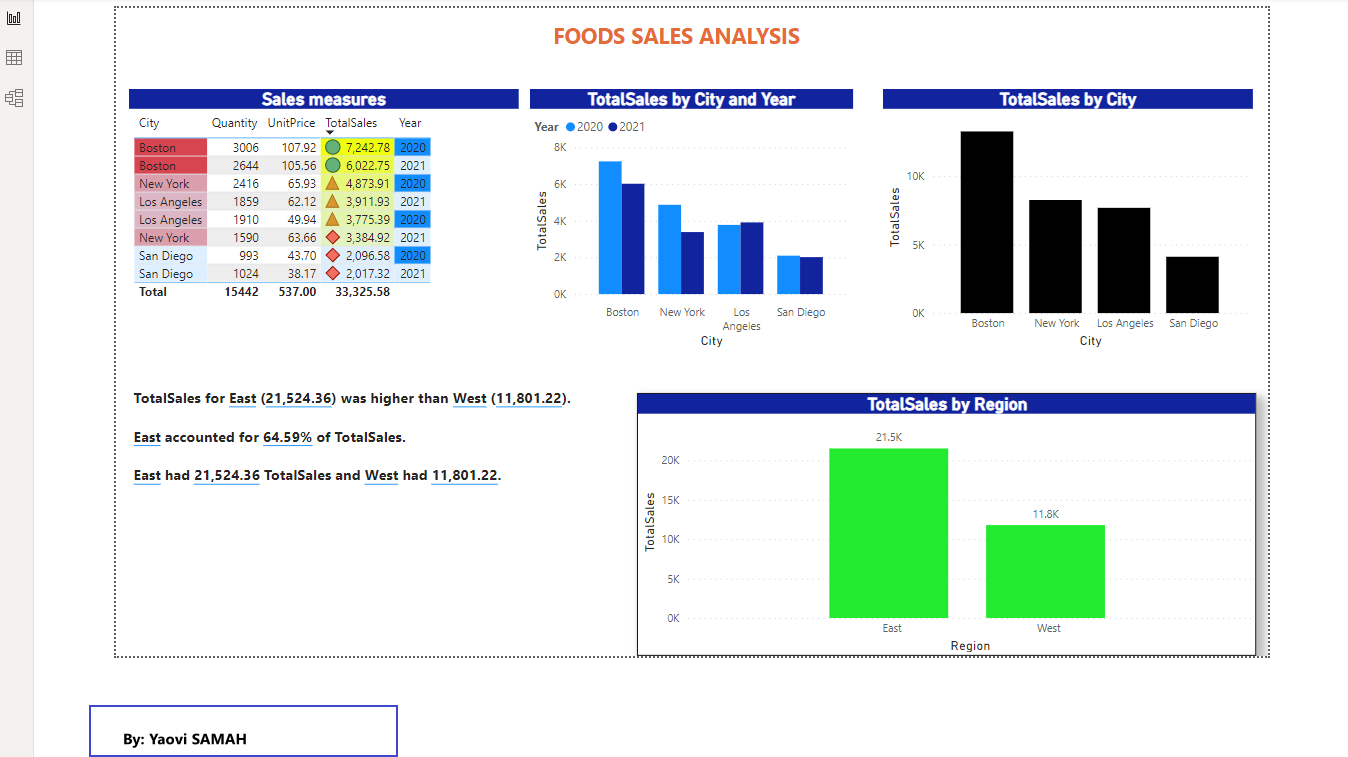 FOODS SALES ANALYSIS
Sales measures
City Quantity UnitPrice TotalSales Year
Boston 3006 107.92 7,242.78 2020
Boston 2644 105.56 6,022.75 2021
New York 2416 65.93 4,873.91 2020
Los Angeles 1859 62.12 3,911.93 2021
Los Angeles 1910 49.94 3,775.39 2020
New York 1590 63.66 3,384.92 2021
San Diego 993 43.70 2,096.58 2020
San Diego 1024 38.17 2,017.32 2021
Total 15442 537.00 33,325.58
TotalSales by City and Year
Year 2020 2021
8K
6K
4K
2K
0K
TotalSales
Boston New York Los Angeles San Diego
City
TotalSales by City
10K
5K
0K
TotalSales
Boston New York Los Angeles San Diego
City
TotalSales for East (21,524.36) was higher than West (11,801.22).
East accounted for 64.59% of TotalSales.
East had 21,524.36 TotalSales and West had 11,801.22.
TotalSales by Region
21.5K
11.8K
20K
15K
10K
5K
0K
TotalSales
East West
Region
By: Yaovi SAMAH